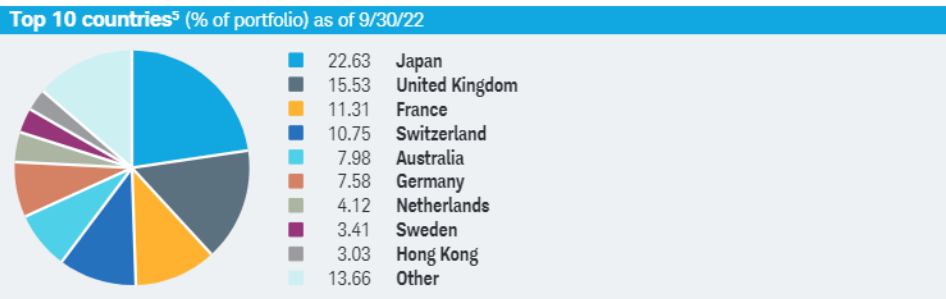 Top 10 countries⁵ (% of portfolio) as of 9/30/22
22.63 Japan
15.53 United Kingdom
11.31 France
10.75 Switzerland
7.98 Australia
7.58 Germany
4.12 Netherlands
3.41 Sweden
3.03 Hong Kong
13.66 Other